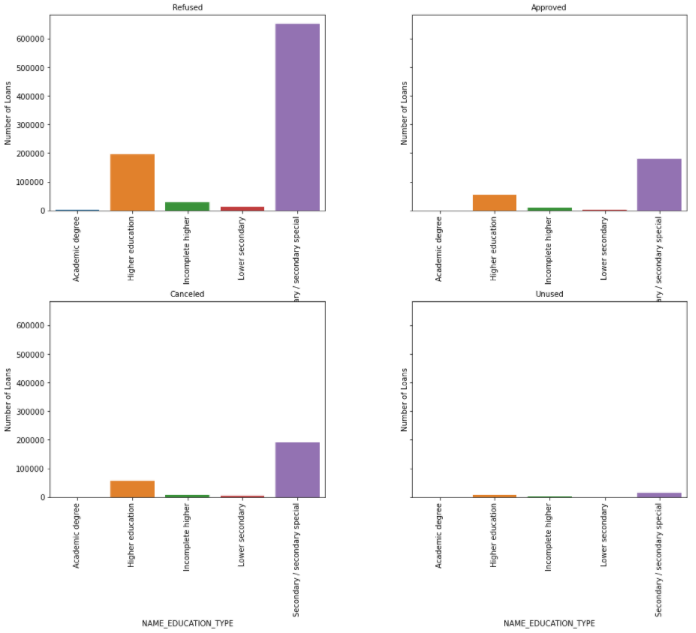 Refused
Number of Loans
600000
500000
400000
300000
200000
100000
0
Academic degree
Higher education
Incomplete higher
Lower secondary
ary / secondary special
Approved
Number of Loans
Academic degree
Higher education
Incomplete higher
Lower secondary
ary / secondary special
Canceled
Number of Loans
600000
500000
400000
300000
200000
100000
0
Academic degree
Higher education
Incomplete higher
Lower secondary
Secondary / secondary special
NAME_EDUCATION_TYPE
Unused
Number of Loans
Academic degree
Higher education
Incomplete higher
Lower secondary
Secondary / secondary special
NAME_EDUCATION_TYPE